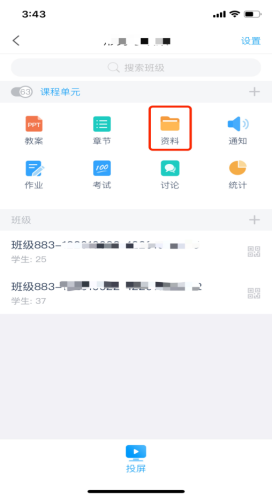 3:43
设置
搜索班级
课程单元
PPT
教案 章节 资料 通知
100
作业 考试 讨论 统计
班级
班级883-
学生: 25
班级883-
学生: 37
投屏